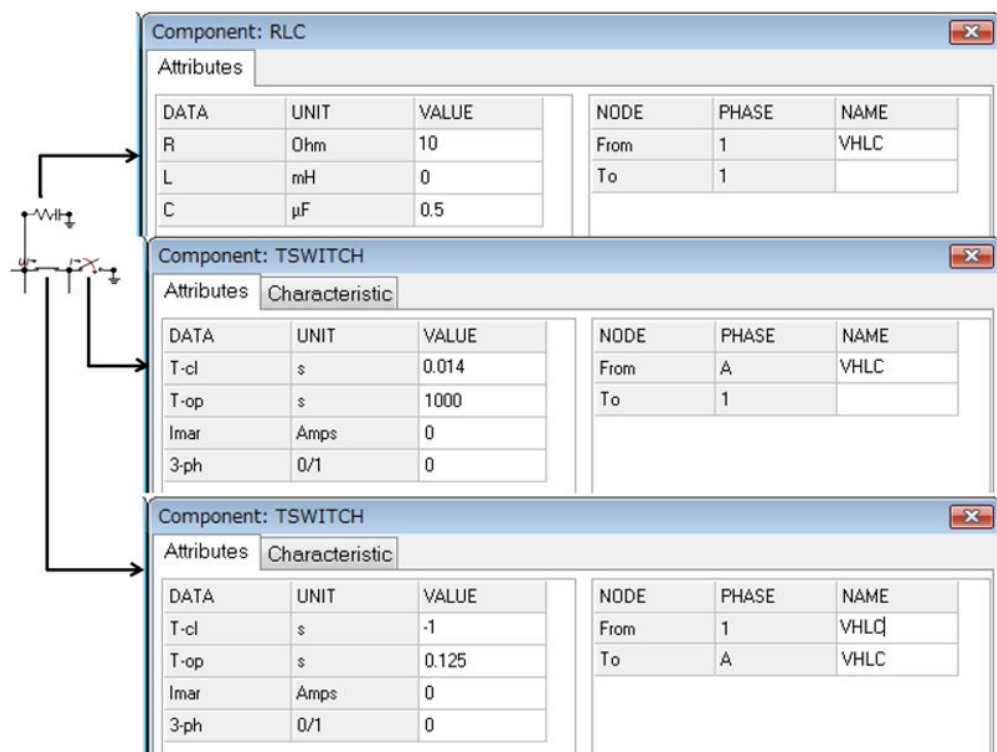 Component: RLC
Attributes
DATA UNIT VALUE NODE PHASE NAME
R Ohm 10 From 1 VHLC
L mH 0 To 1
C µF 0.5
Component: TSWITCH
Attributes Characteristic
DATA UNIT VALUE NODE PHASE NAME
T-cl s 0.014 From A VHLC
T-op s 1000 To 1
Imar Amps 0
3-ph 0/1 0
Component: TSWITCH
Attributes Characteristic
DATA UNIT VALUE NODE PHASE NAME
T-cl s -1 From 1 VHLC
T-op s 0.125 To A VHLC
Imar Amps 0
3-ph 0/1 0